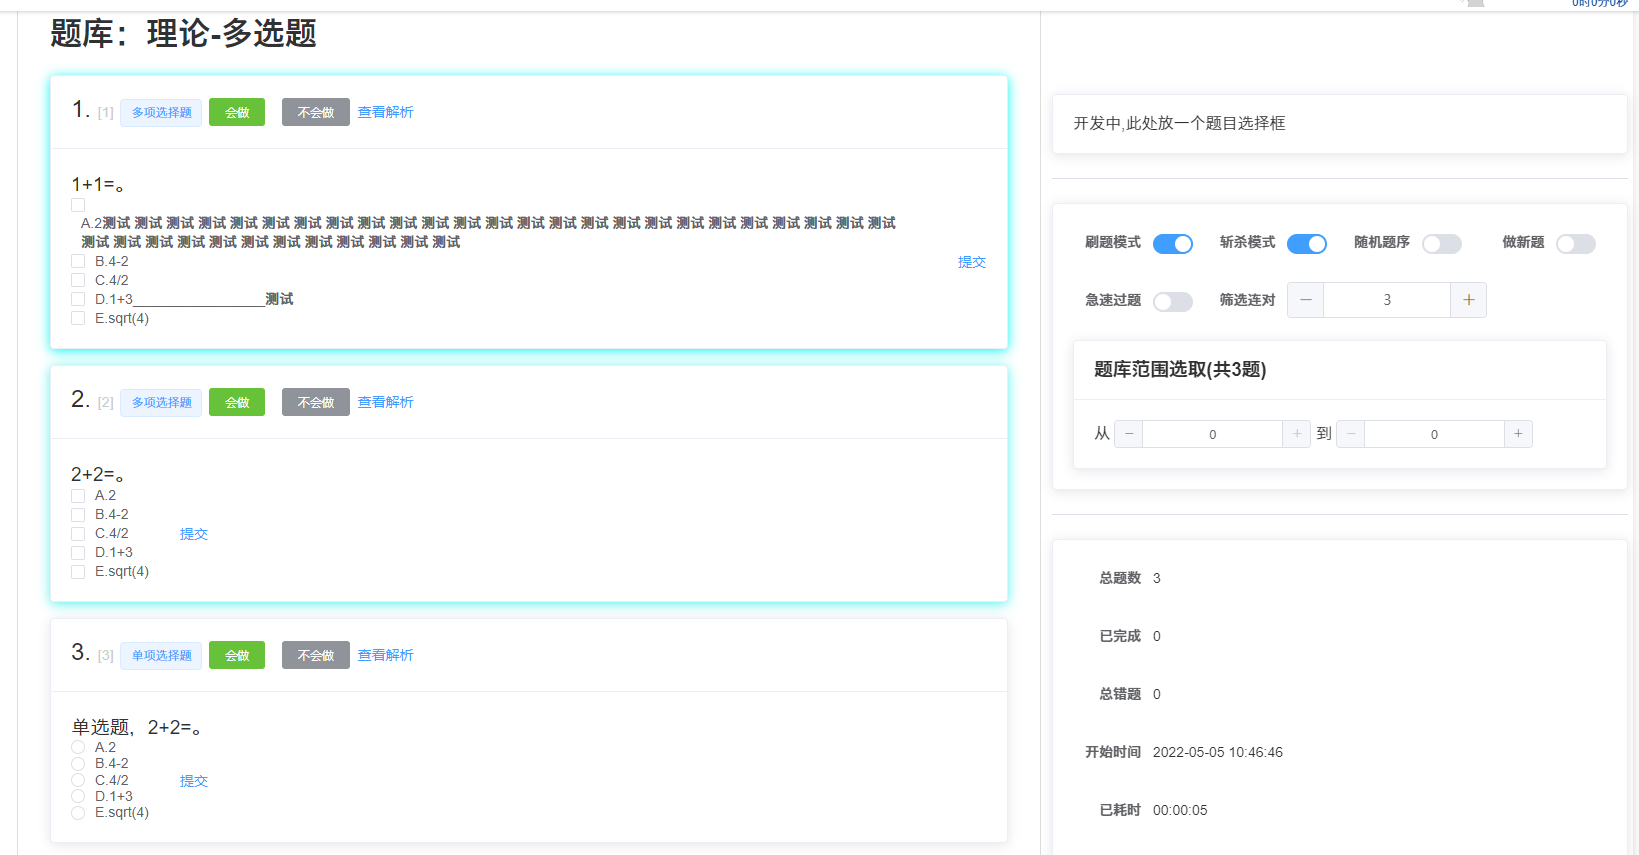 0时0分0秒
题库：理论-多选题
1. [1] 多项选择题 会做 不会做 查看解析
1+1=。
A.2测试 测试 测试 测试 测试 测试 测试 测试 测试 测试 测试 测试 测试 测试 测试 测试 测试 测试 测试 测试 测试 测试 测试 测试 测试
测试 测试 测试 测试 测试 测试 测试 测试 测试 测试 测试 测试
B.4-2
C.4/2
D.1+3_________________测试
E.sqrt(4)
提交
2. [2] 多项选择题 会做 不会做 查看解析
2+2=。
A.2
B.4-2
C.4/2
D.1+3
E.sqrt(4)
提交
3. [3] 单项选择题 会做 不会做 查看解析
单选题，2+2=。
A.2
B.4-2
C.4/2
D.1+3
E.sqrt(4)
提交
开发中,此处放一个题目选择框
刷题模式 斩杀模式 随机题序 做新题
急速过题 筛选连对 − 3 +
题库范围选取(共3题)
从 − 0 + 到 − 0 +
总题数 3
已完成 0
总错题 0
开始时间 2022-05-05 10:46:46
已耗时 00:00:05